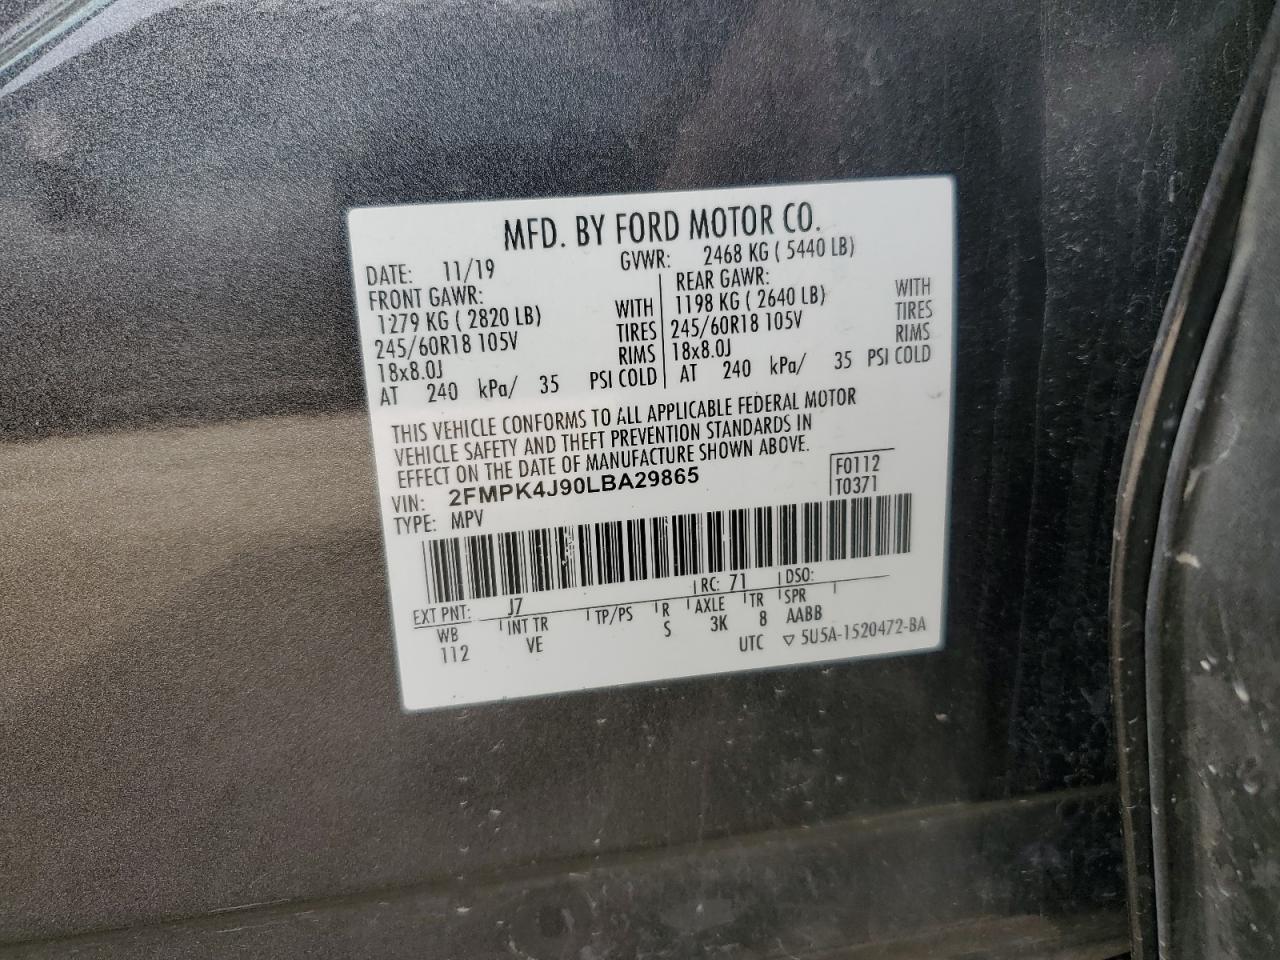 MFD. BY FORD MOTOR CO.
DATE: 11/19 GVWR: 2468 KG ( 5440 LB)
FRONT GAWR: REAR GAWR:
1279 KG ( 2820 LB) WITH 1198 KG ( 2640 LB) WITH
245/60R18 105V TIRES 245/60R18 105V TIRES
18x8.0J RIMS 18x8.0J RIMS
AT 240 kPa/ 35 PSI COLD AT 240 kPa/ 35 PSI COLD
THIS VEHICLE CONFORMS TO ALL APPLICABLE FEDERAL MOTOR
VEHICLE SAFETY AND THEFT PREVENTION STANDARDS IN
EFFECT ON THE DATE OF MANUFACTURE SHOWN ABOVE.
F0112
VIN: 2FMPK4J90LBA29865 T0371
TYPE: MPV
EXT PNT: J7 RC: 71 DSO:
WB INT TR TP/PS R AXLE TR SPR
112 VE S 3K 8 AABB
UTC ▽ 5U5A-1520472-BA